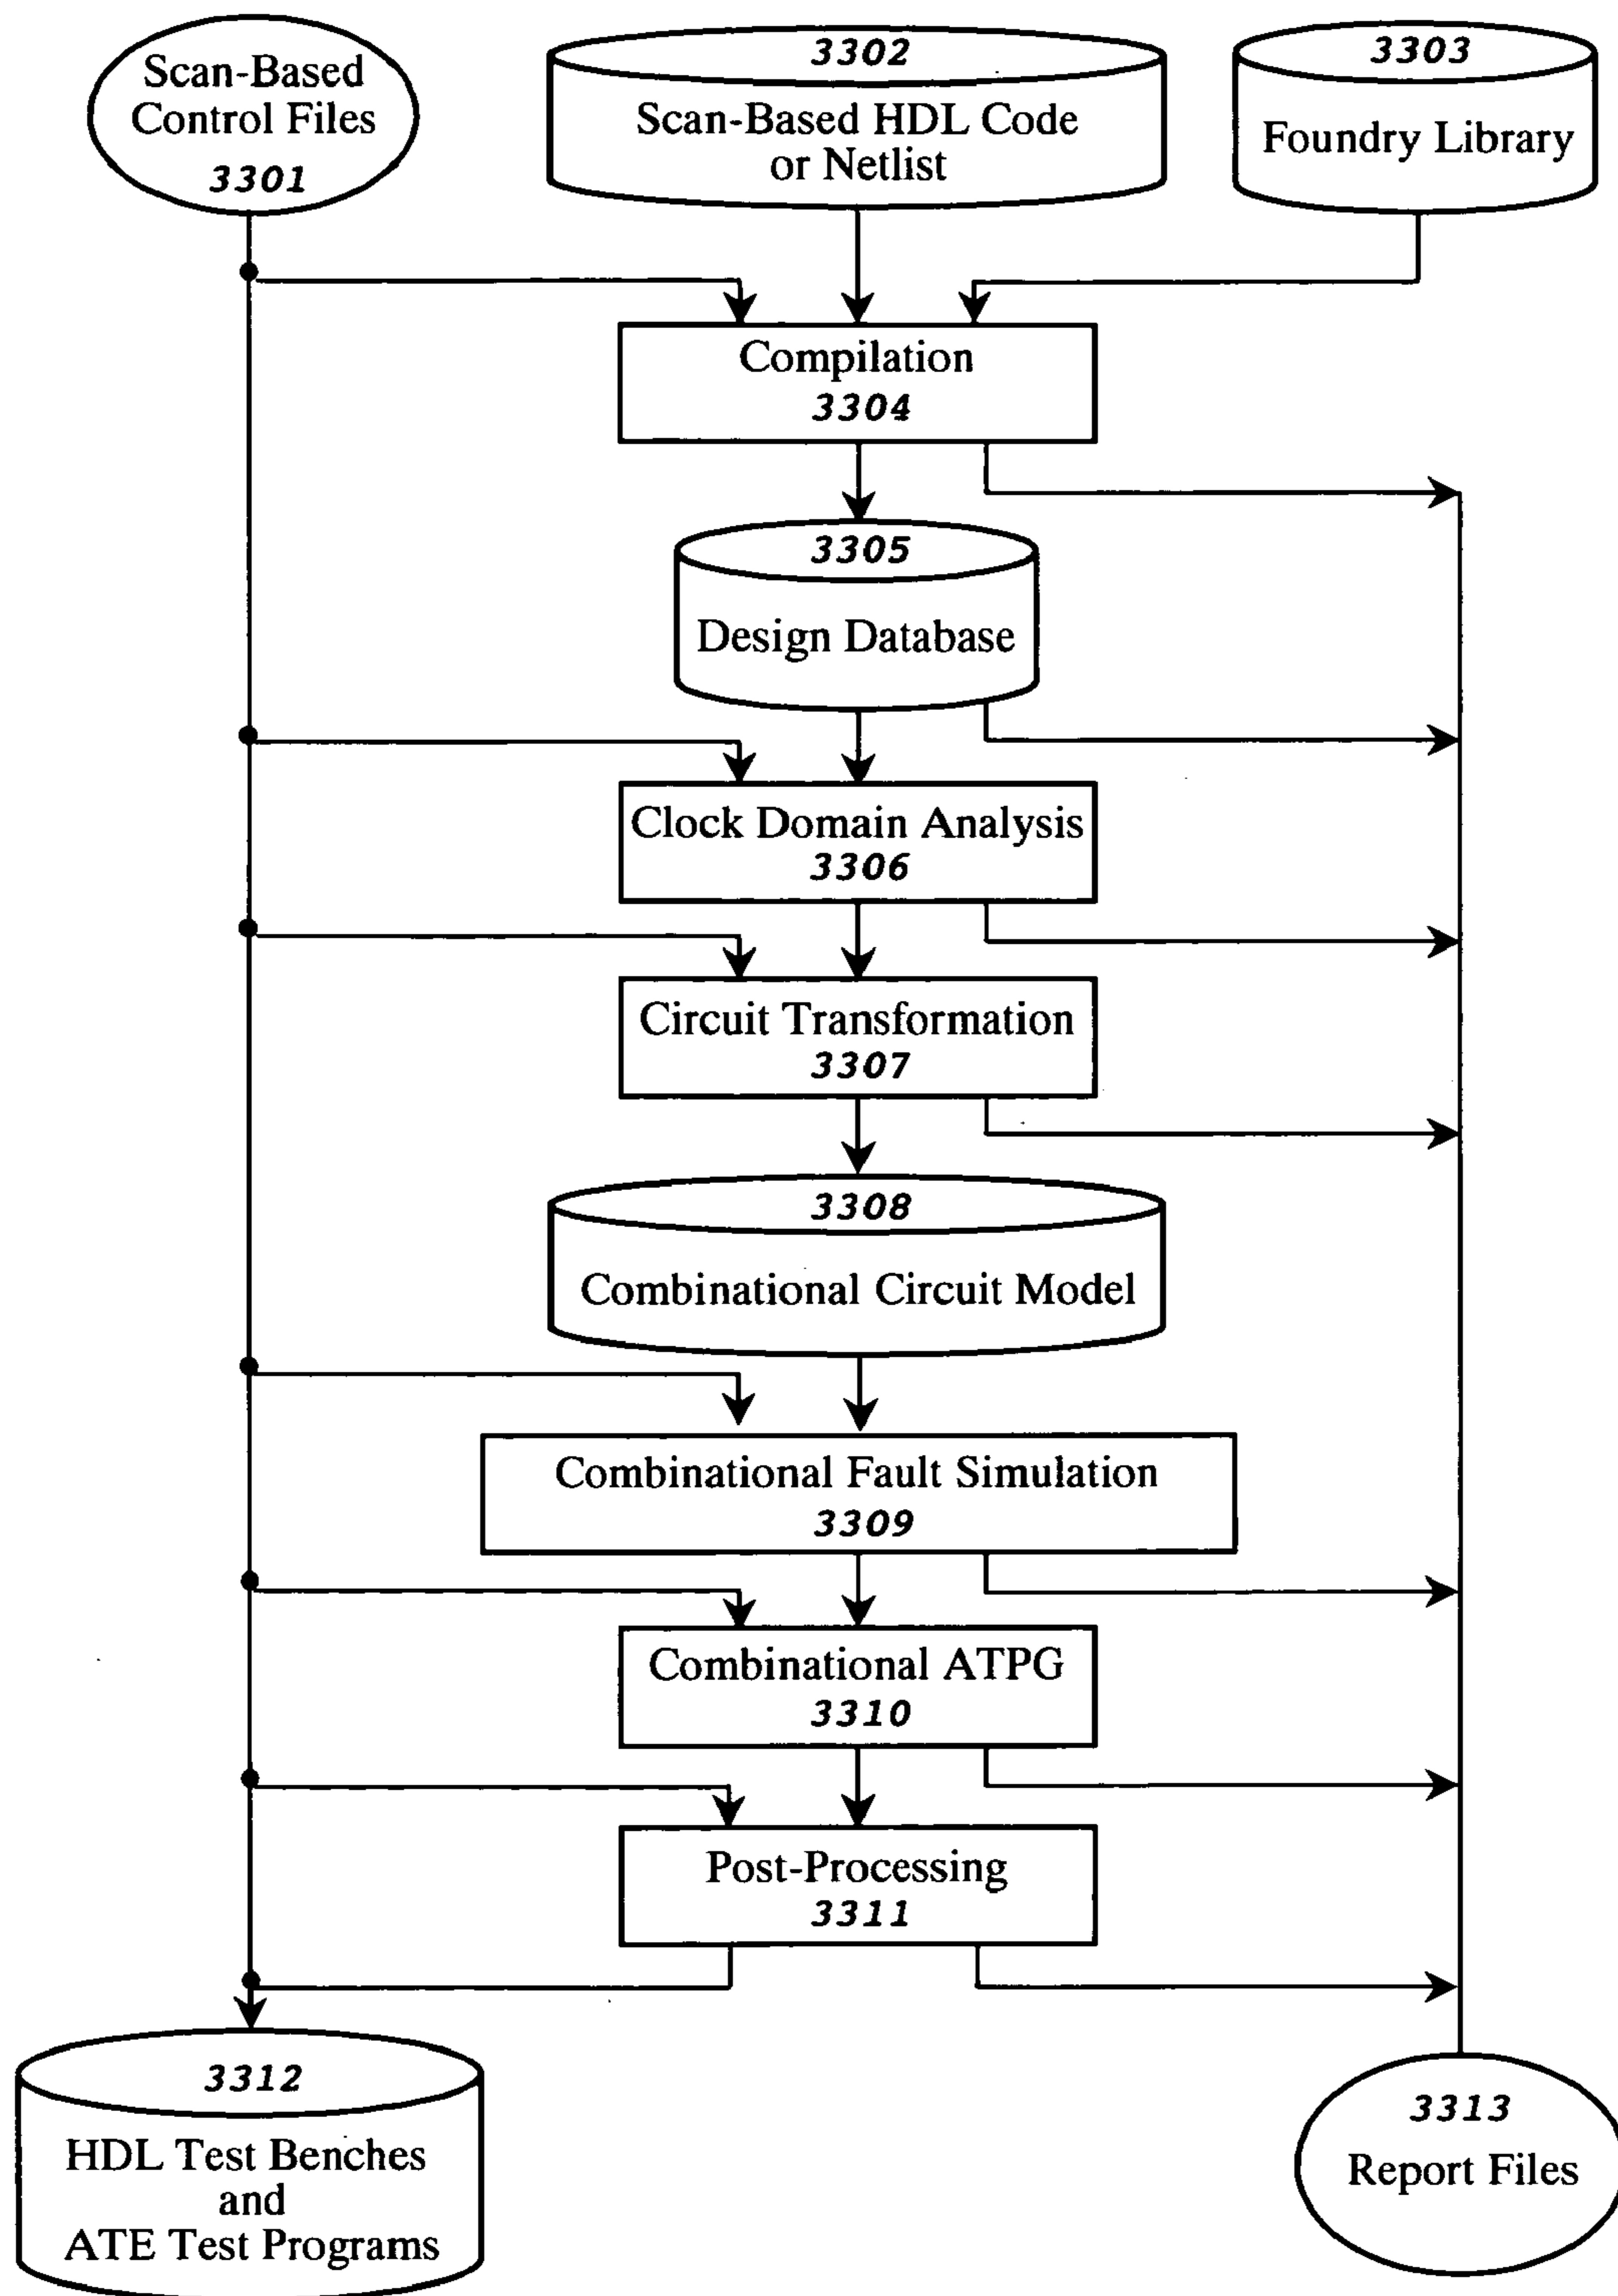 Scan-Based
Control Files
3301
3302
Scan-Based HDL Code
or Netlist
3303
Foundry Library
Compilation
3304
3305
Design Database
Clock Domain Analysis
3306
Circuit Transformation
3307
3308
Combinational Circuit Model
Combinational Fault Simulation
3309
Combinational ATPG
3310
Post-Processing
3311
3312
HDL Test Benches
and
ATE Test Programs
3313
Report Files